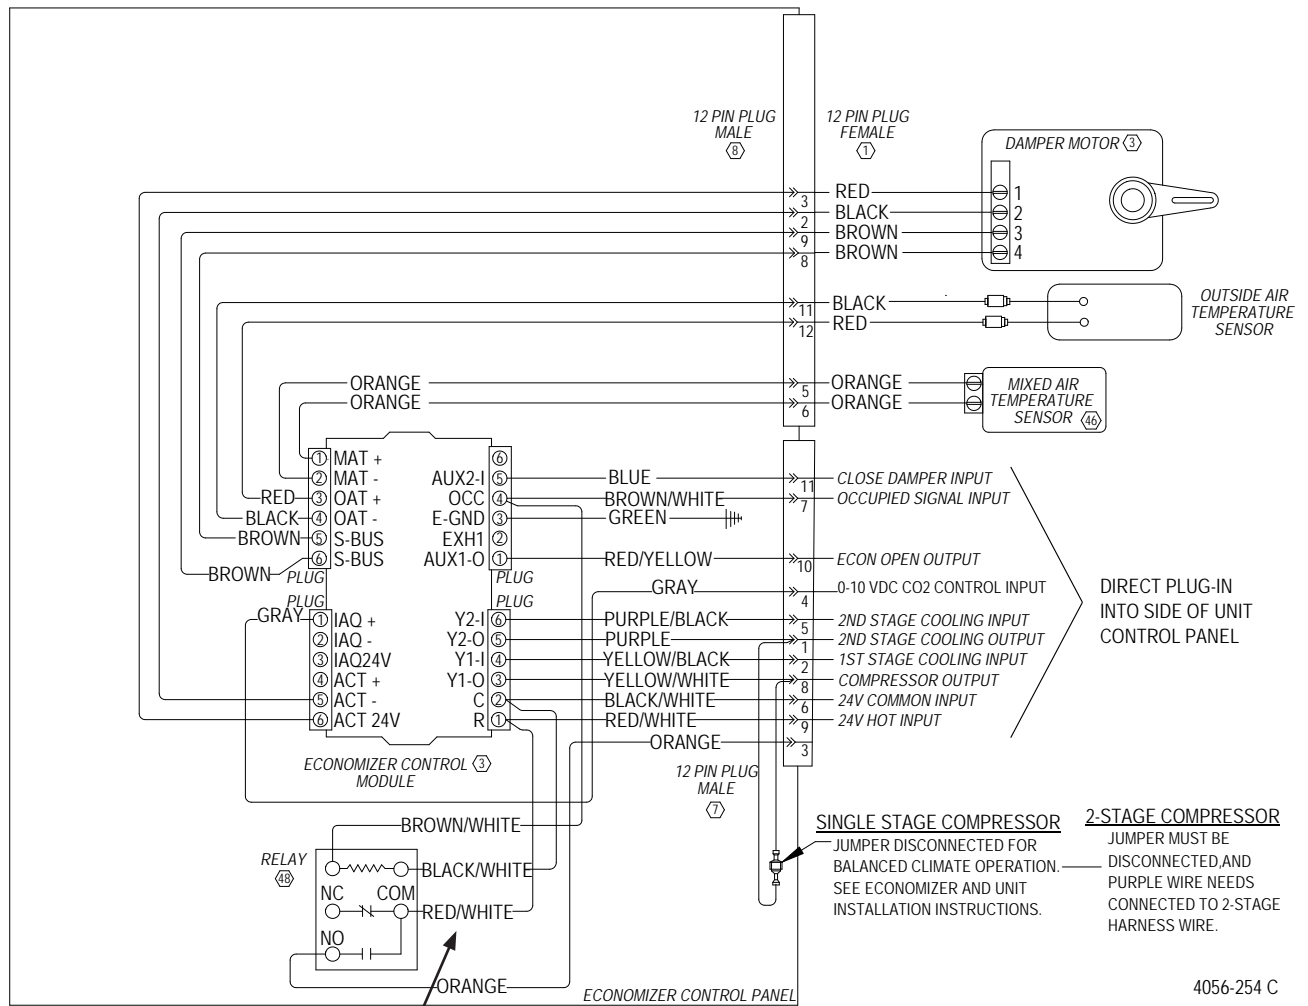 12 PIN PLUG
MALE
8
12 PIN PLUG
FEMALE
1
DAMPER MOTOR 3
3 RED 1
2 BLACK 2
9 BROWN 3
8 BROWN 4
11 BLACK
12 RED
OUTSIDE AIR
TEMPERATURE
SENSOR
ORANGE 5 ORANGE
ORANGE 6 ORANGE
MIXED AIR
TEMPERATURE
SENSOR 46
1 MAT +
2 MAT -
RED 3 OAT +
BLACK 4 OAT -
BROWN 5 S-BUS
BROWN 6 S-BUS
PLUG
6
AUX2-I 5 BLUE 11 CLOSE DAMPER INPUT
OCC 4 BROWN/WHITE 7 OCCUPIED SIGNAL INPUT
E-GND 3 GREEN
EXH1 2
AUX1-O 1 RED/YELLOW 10 ECON OPEN OUTPUT
PLUG
GRAY 4 0-10 VDC CO2 CONTROL INPUT
PLUG
GRAY 1 IAQ +
2 IAQ -
3 IAQ24V
4 ACT +
5 ACT -
6 ACT 24V
PLUG
Y2-I 6 PURPLE/BLACK 5 2ND STAGE COOLING INPUT
Y2-O 5 PURPLE 1 2ND STAGE COOLING OUTPUT
Y1-I 4 YELLOW/BLACK 2 1ST STAGE COOLING INPUT
Y1-O 3 YELLOW/WHITE 8 COMPRESSOR OUTPUT
C 2 BLACK/WHITE 6 24V COMMON INPUT
R 1 RED/WHITE 9 24V HOT INPUT
ORANGE 3
DIRECT PLUG-IN
INTO SIDE OF UNIT
CONTROL PANEL
ECONOMIZER CONTROL 3
MODULE
12 PIN PLUG
MALE
7
BROWN/WHITE
RELAY
48
BLACK/WHITE
NC COM
RED/WHITE
NO
ORANGE
SINGLE STAGE COMPRESSOR
JUMPER DISCONNECTED FOR
BALANCED CLIMATE OPERATION.
SEE ECONOMIZER AND UNIT
INSTALLATION INSTRUCTIONS.
2-STAGE COMPRESSOR
JUMPER MUST BE
DISCONNECTED,AND
PURPLE WIRE NEEDS
CONNECTED TO 2-STAGE
HARNESS WIRE.
ECONOMIZER CONTROL PANEL
4056-254 C